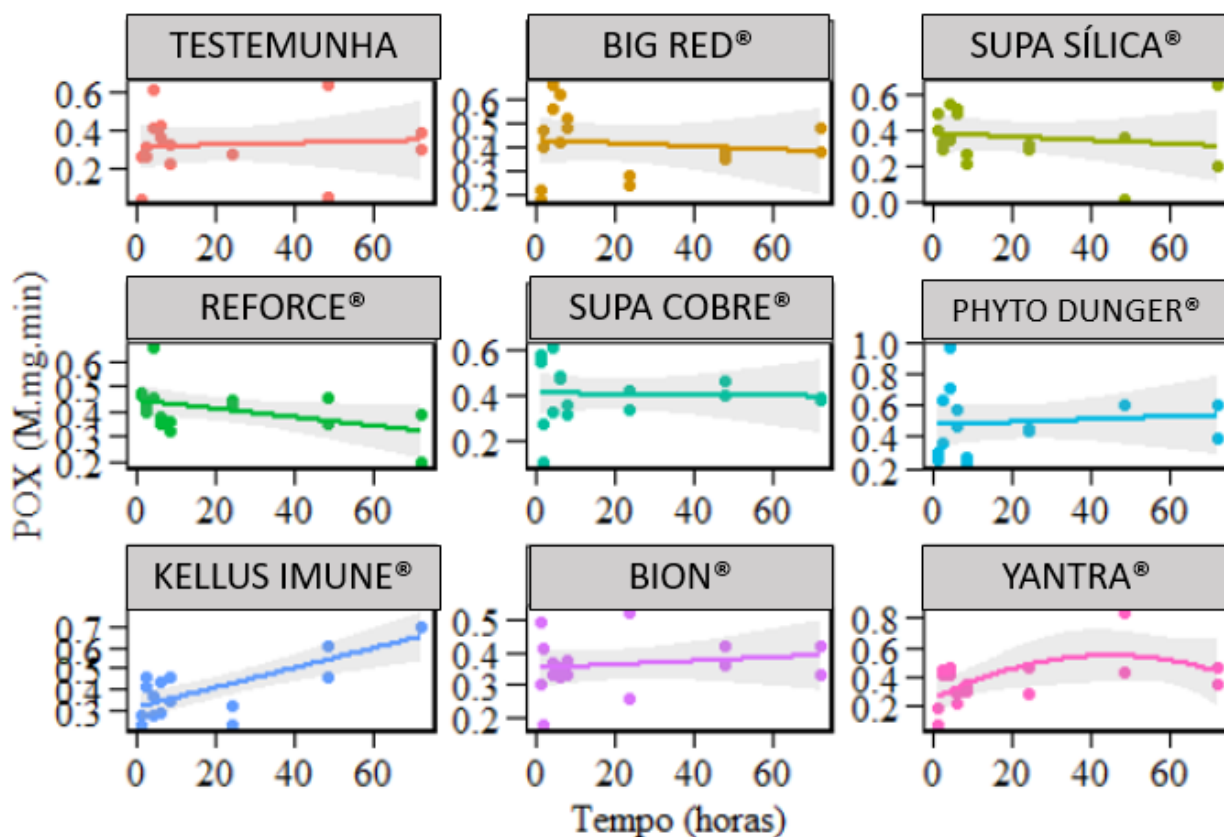 TESTEMUNHA BIG RED® SUPA SÍLICA®
0.6 0.4 0.2
0.6 0.5 0.4 0.3 0.2
0.6 0.4 0.2 0.0
0 20 40 60 0 20 40 60 0 20 40 60
REFORCE® SUPA COBRE® PHYTO DUNGER®
0.6 0.5 0.4 0.3 0.2
0.6 0.4 0.2
1.0 0.8 0.6 0.4 0.2
0 20 40 60 0 20 40 60 0 20 40 60
KELLUS IMUNE® BION® YANTRA®
0.7 0.6 0.5 0.4 0.3
0.5 0.4 0.3 0.2
0.8 0.6 0.4 0.2
0 20 40 60 0 20 40 60 0 20 40 60
POX (M.mg.min)
Tempo (horas)